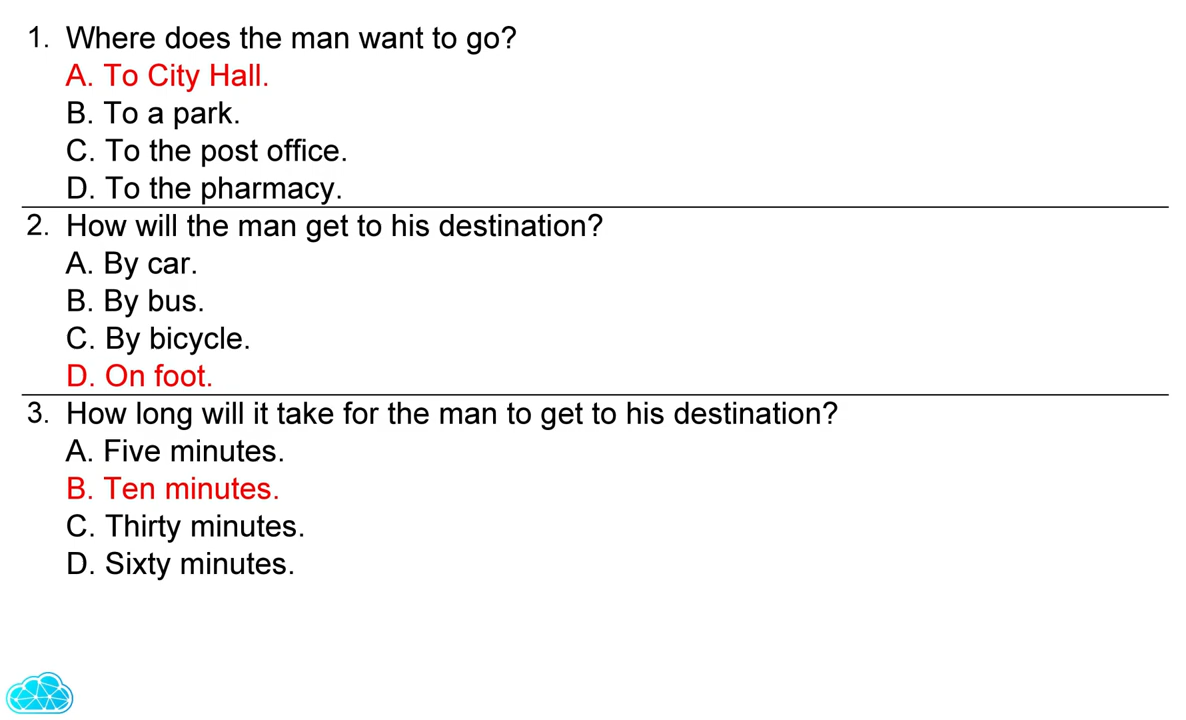 1. Where does the man want to go?
A. To City Hall.
B. To a park.
C. To the post office.
D. To the pharmacy.
2. How will the man get to his destination?
A. By car.
B. By bus.
C. By bicycle.
D. On foot.
3. How long will it take for the man to get to his destination?
A. Five minutes.
B. Ten minutes.
C. Thirty minutes.
D. Sixty minutes.